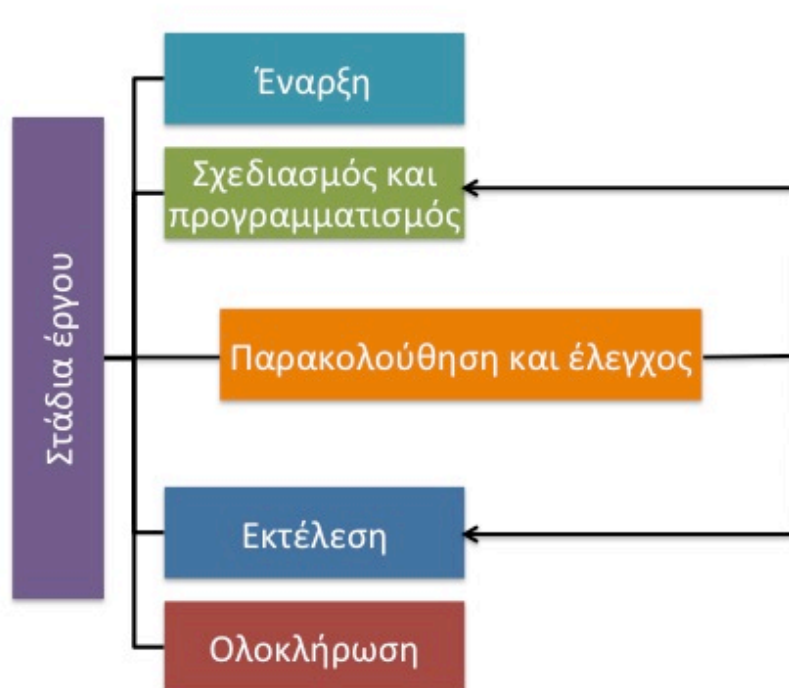 Στάδια έργου
Έναρξη
Σχεδιασμός και
προγραμματισμός
Παρακολούθηση και έλεγχος
Εκτέλεση
Ολοκλήρωση